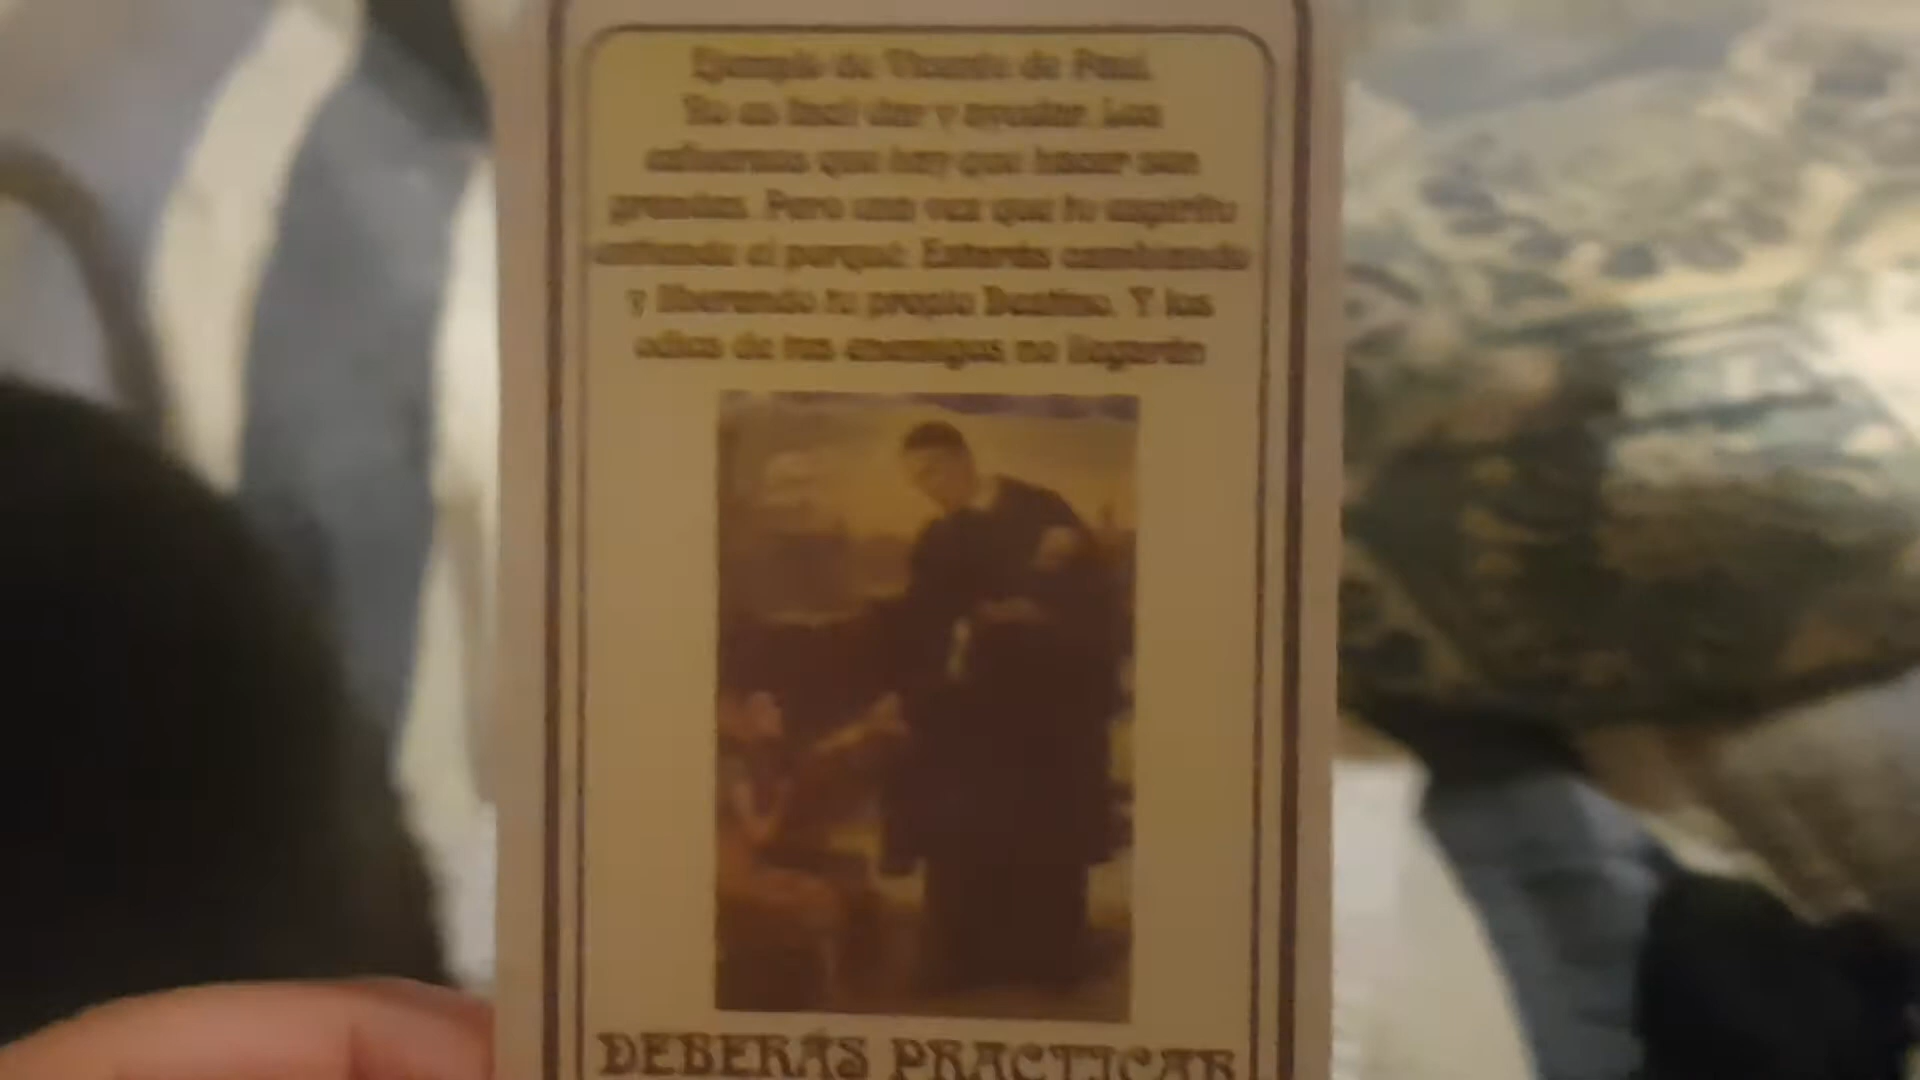 Ejemplo de Vicente de Paul.
No es fácil dar y ayudar. Los
esfuerzos que hay que hacer son
grandes. Pero una vez que tu espíritu
entienda el porqué. Estarás cambiando
y liberando tu propio Destino. Y los
odios de tus enemigos no llegarán
DEBERÁS PRACTICAR